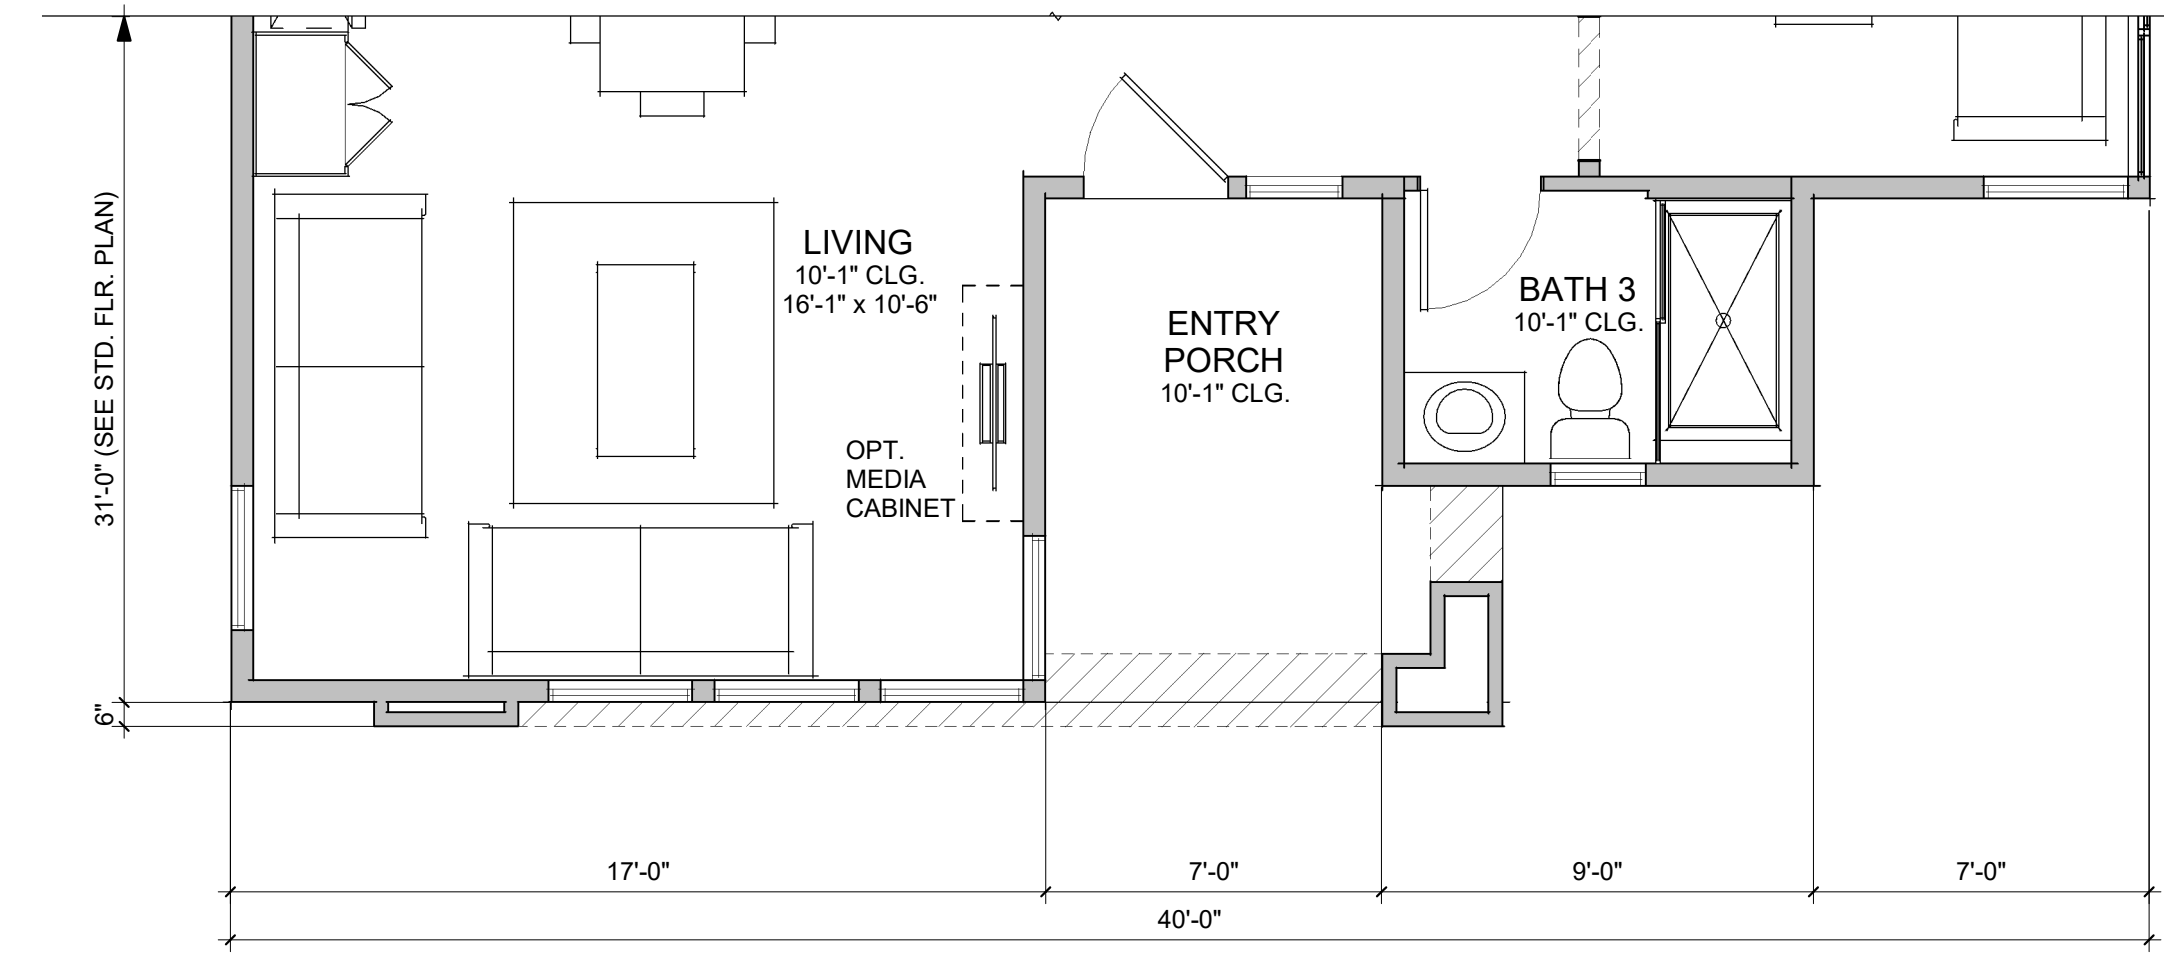 31'-0" (SEE STD. FLR. PLAN)
6"
LIVING
10'-1" CLG.
16'-1" x 10'-6"
OPT.
MEDIA
CABINET
ENTRY
PORCH
10'-1" CLG.
BATH 3
10'-1" CLG.
17'-0"
7'-0"
9'-0"
7'-0"
40'-0"